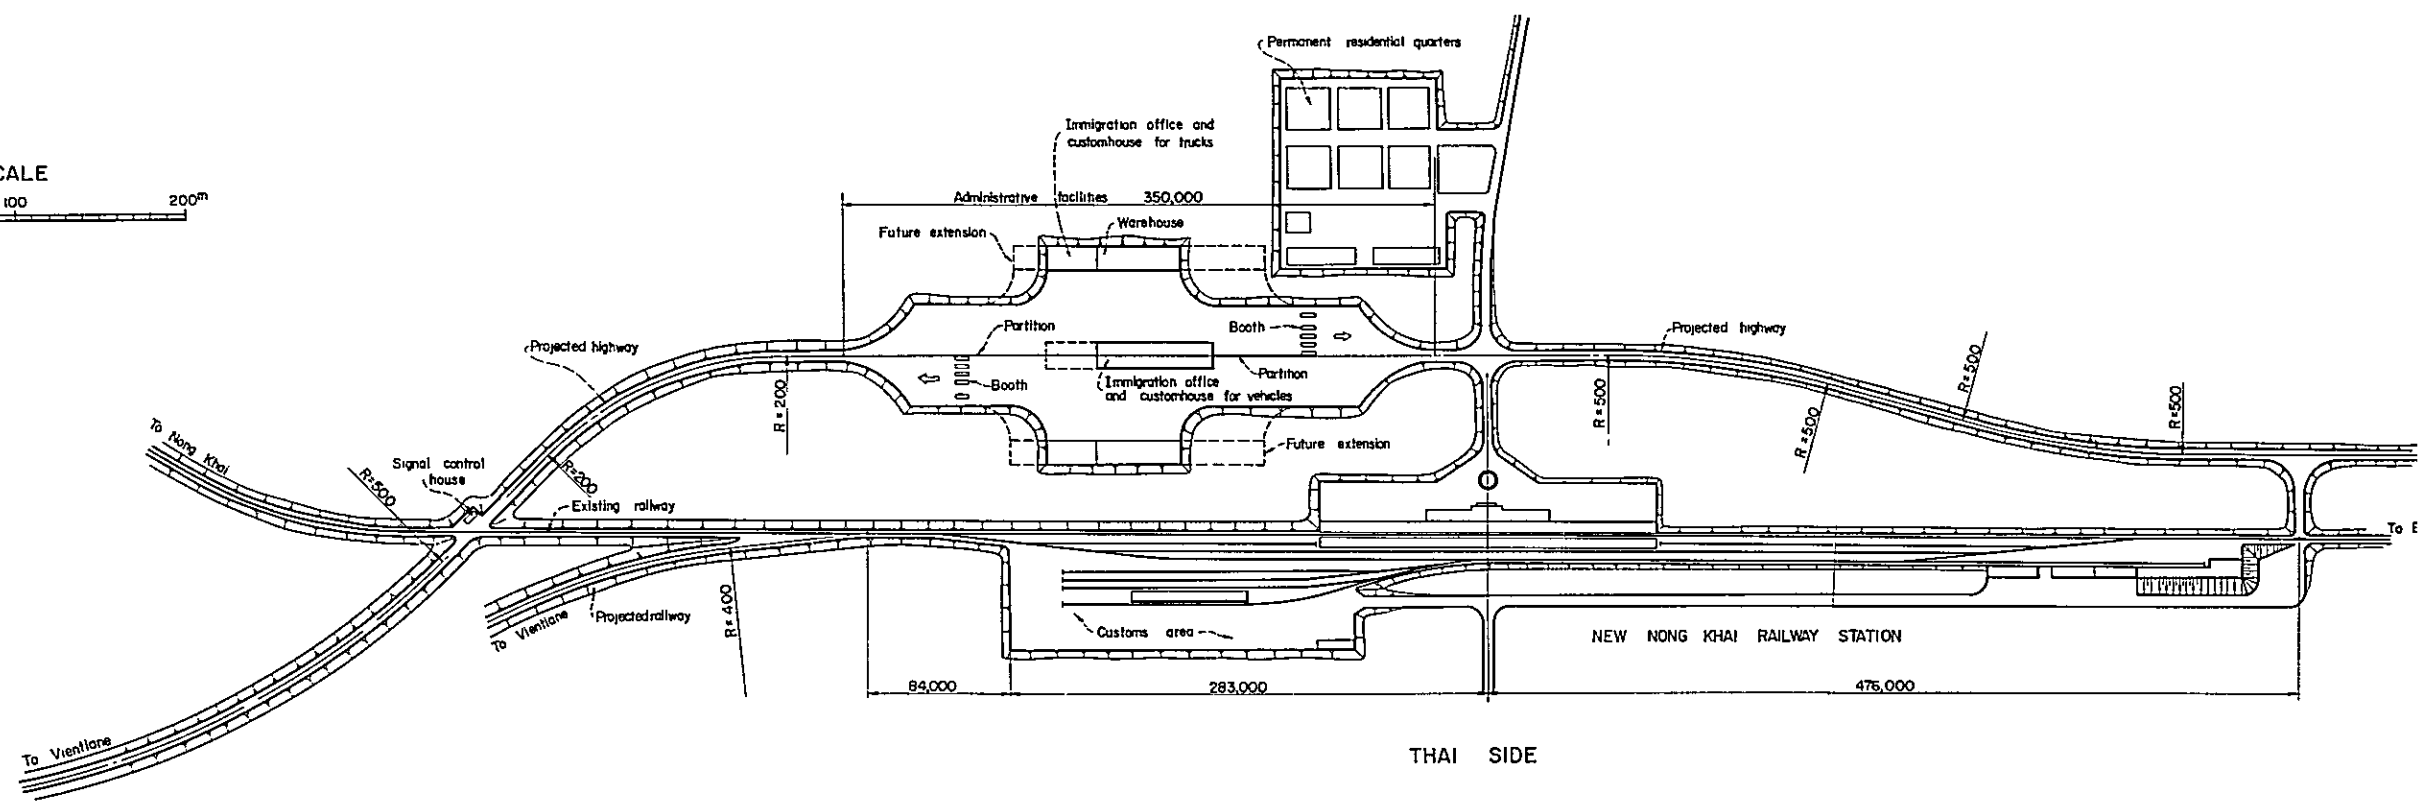 CALE
100
200m
Permanent residential quarters
Immigration office and
customhouse for trucks
Administrative facilities 350,000
Warehouse
Future extension
Partition
Booth
Projected highway
Projected highway
R=500
R=200
Booth
Immigration office
and customhouse for vehicles
Partition
R=500
R=500
R=500
To Nong Khai
Signal control
house
R=500
R=200
Future extension
Existing railway
To
To Vientiane
Projected railway
R=400
Customs area
NEW NONG KHAI RAILWAY STATION
84,000
283,000
To Vientiane
THAI SIDE